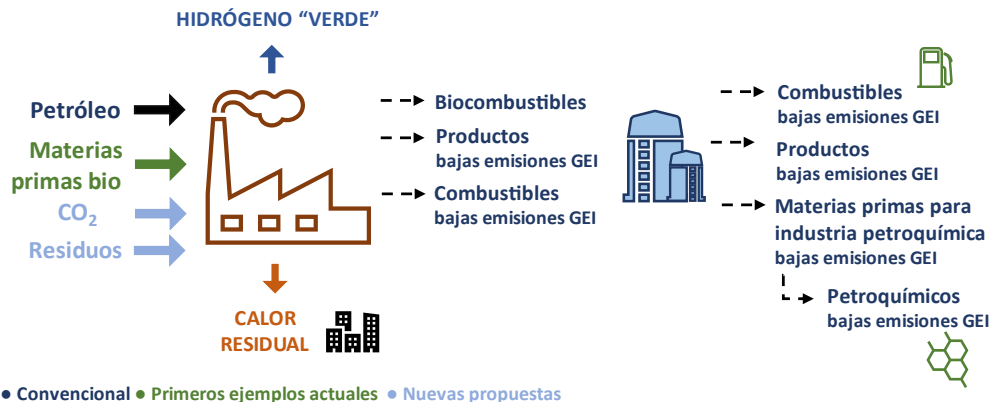 HIDRÓGENO “VERDE”
Petróleo
Materias
primas bio
CO₂
Residuos
CALOR
RESIDUAL
Biocombustibles
Productos
bajas emisiones GEI
Combustibles
bajas emisiones GEI
Combustibles
bajas emisiones GEI
Productos
bajas emisiones GEI
Materias primas para
industria petroquímica
bajas emisiones GEI
Petroquímicos
bajas emisiones GEI
● Convencional ● Primeros ejemplos actuales ● Nuevas propuestas